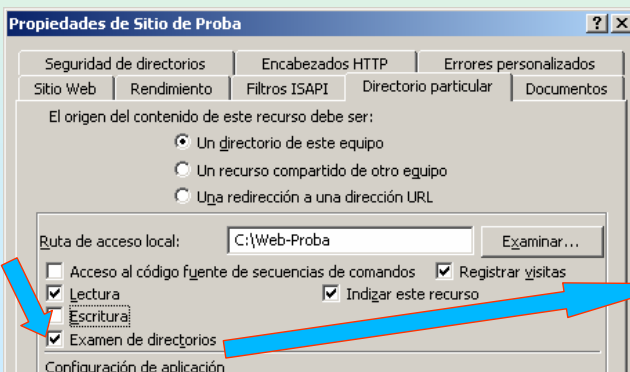 Propiedades de Sitio de Proba
Seguridad de directorios Encabezados HTTP Errores personalizados
Sitio Web Rendimiento Filtros ISAPI Directorio particular Documentos
El origen del contenido de este recurso debe ser:
Un directorio de este equipo
Un recurso compartido de otro equipo
Una redirección a una dirección URL
Ruta de acceso local: C:\Web-Proba Examinar...
Acceso al código fuente de secuencias de comandos Registrar visitas
Lectura Indizar este recurso
Escritura
Examen de directorios
Configuración de aplicación